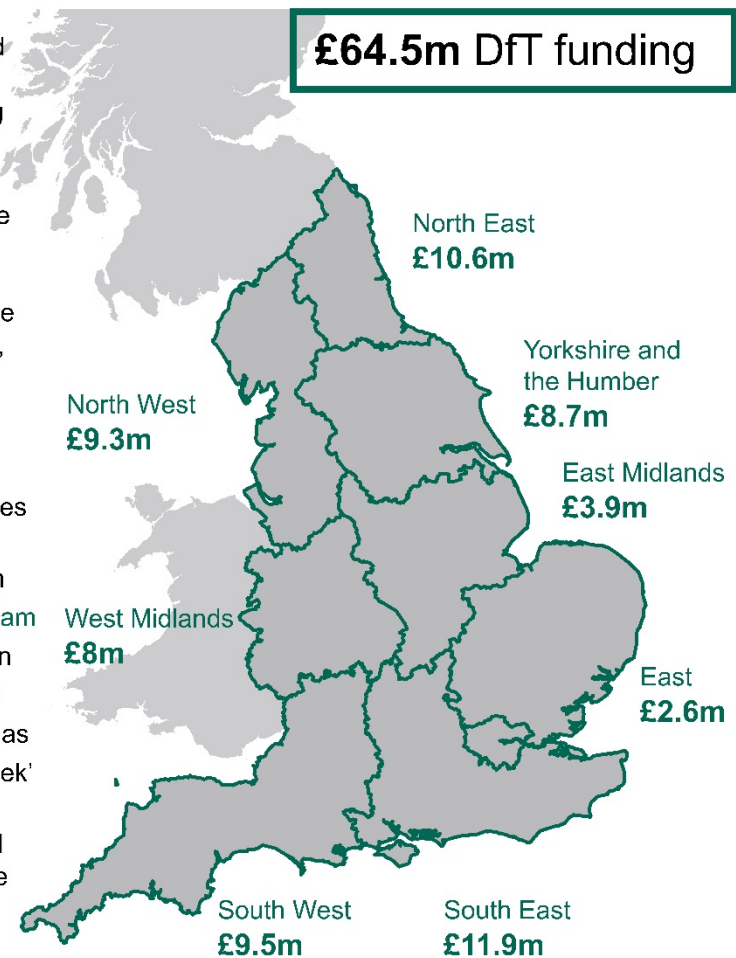 £64.5m DfT funding
North East
£10.6m
Yorkshire and
the Humber
£8.7m
North West
£9.3m
East Midlands
£3.9m
West Midlands
£8m
East
£2.6m
South West
£9.5m
South East
£11.9m